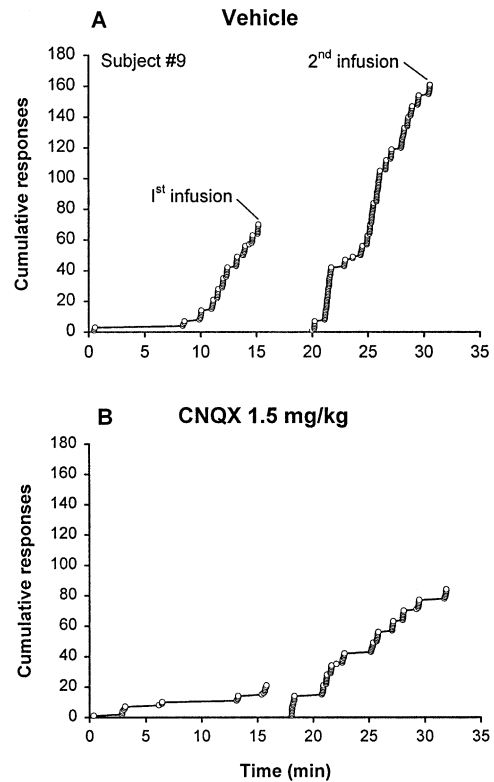 A
Vehicle
Subject #9
2nd infusion
Ist infusion
Cumulative responses
180
160
140
120
100
80
60
40
20
0
0 5 10 15 20 25 30 35
B
CNQX 1.5 mg/kg
Cumulative responses
180
160
140
120
100
80
60
40
20
0
0 5 10 15 20 25 30 35
Time (min)